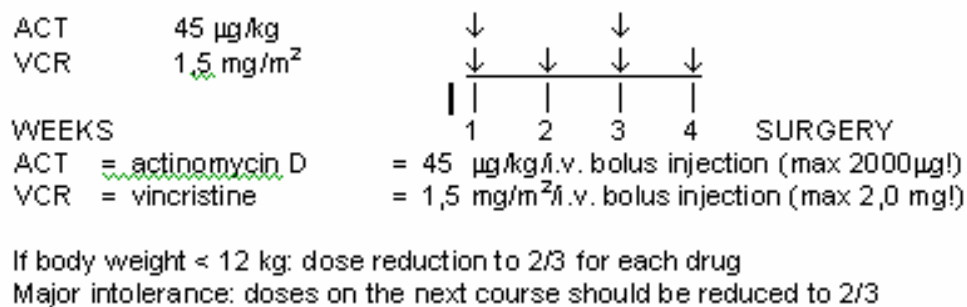 ACT 45 µg/kg ↓ ↓
VCR 1,5 mg/m² ↓ ↓ ↓ ↓
WEEKS 1 2 3 4 SURGERY
ACT = actinomycin D = 45 µg/kg/i.v. bolus injection (max 2000µg!)
VCR = vincristine = 1,5 mg/m²/i.v. bolus injection (max 2,0 mg!)
If body weight < 12 kg: dose reduction to 2/3 for each drug
Major intolerance: doses on the next course should be reduced to 2/3